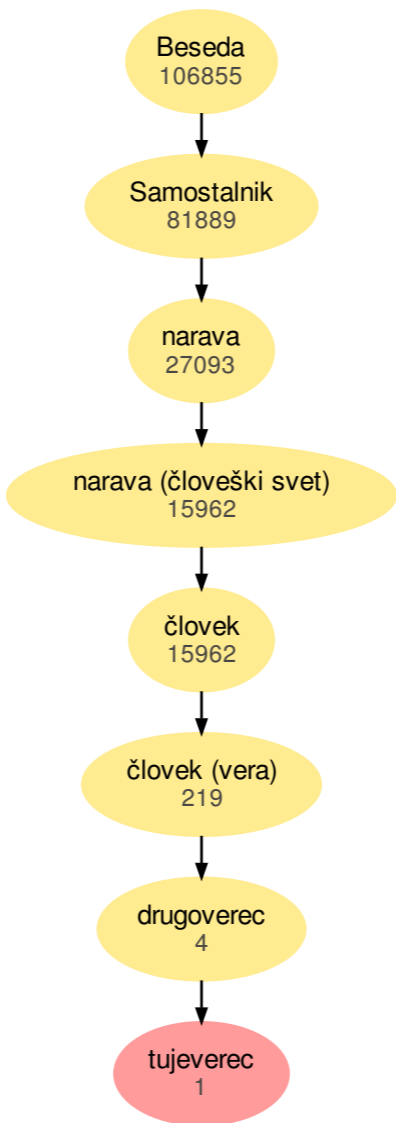 Beseda
106855
Samostalnik
81889
narava
27093
narava (človeški svet)
15962
človek
15962
človek (vera)
219
drugoverec
4
tujeverec
1